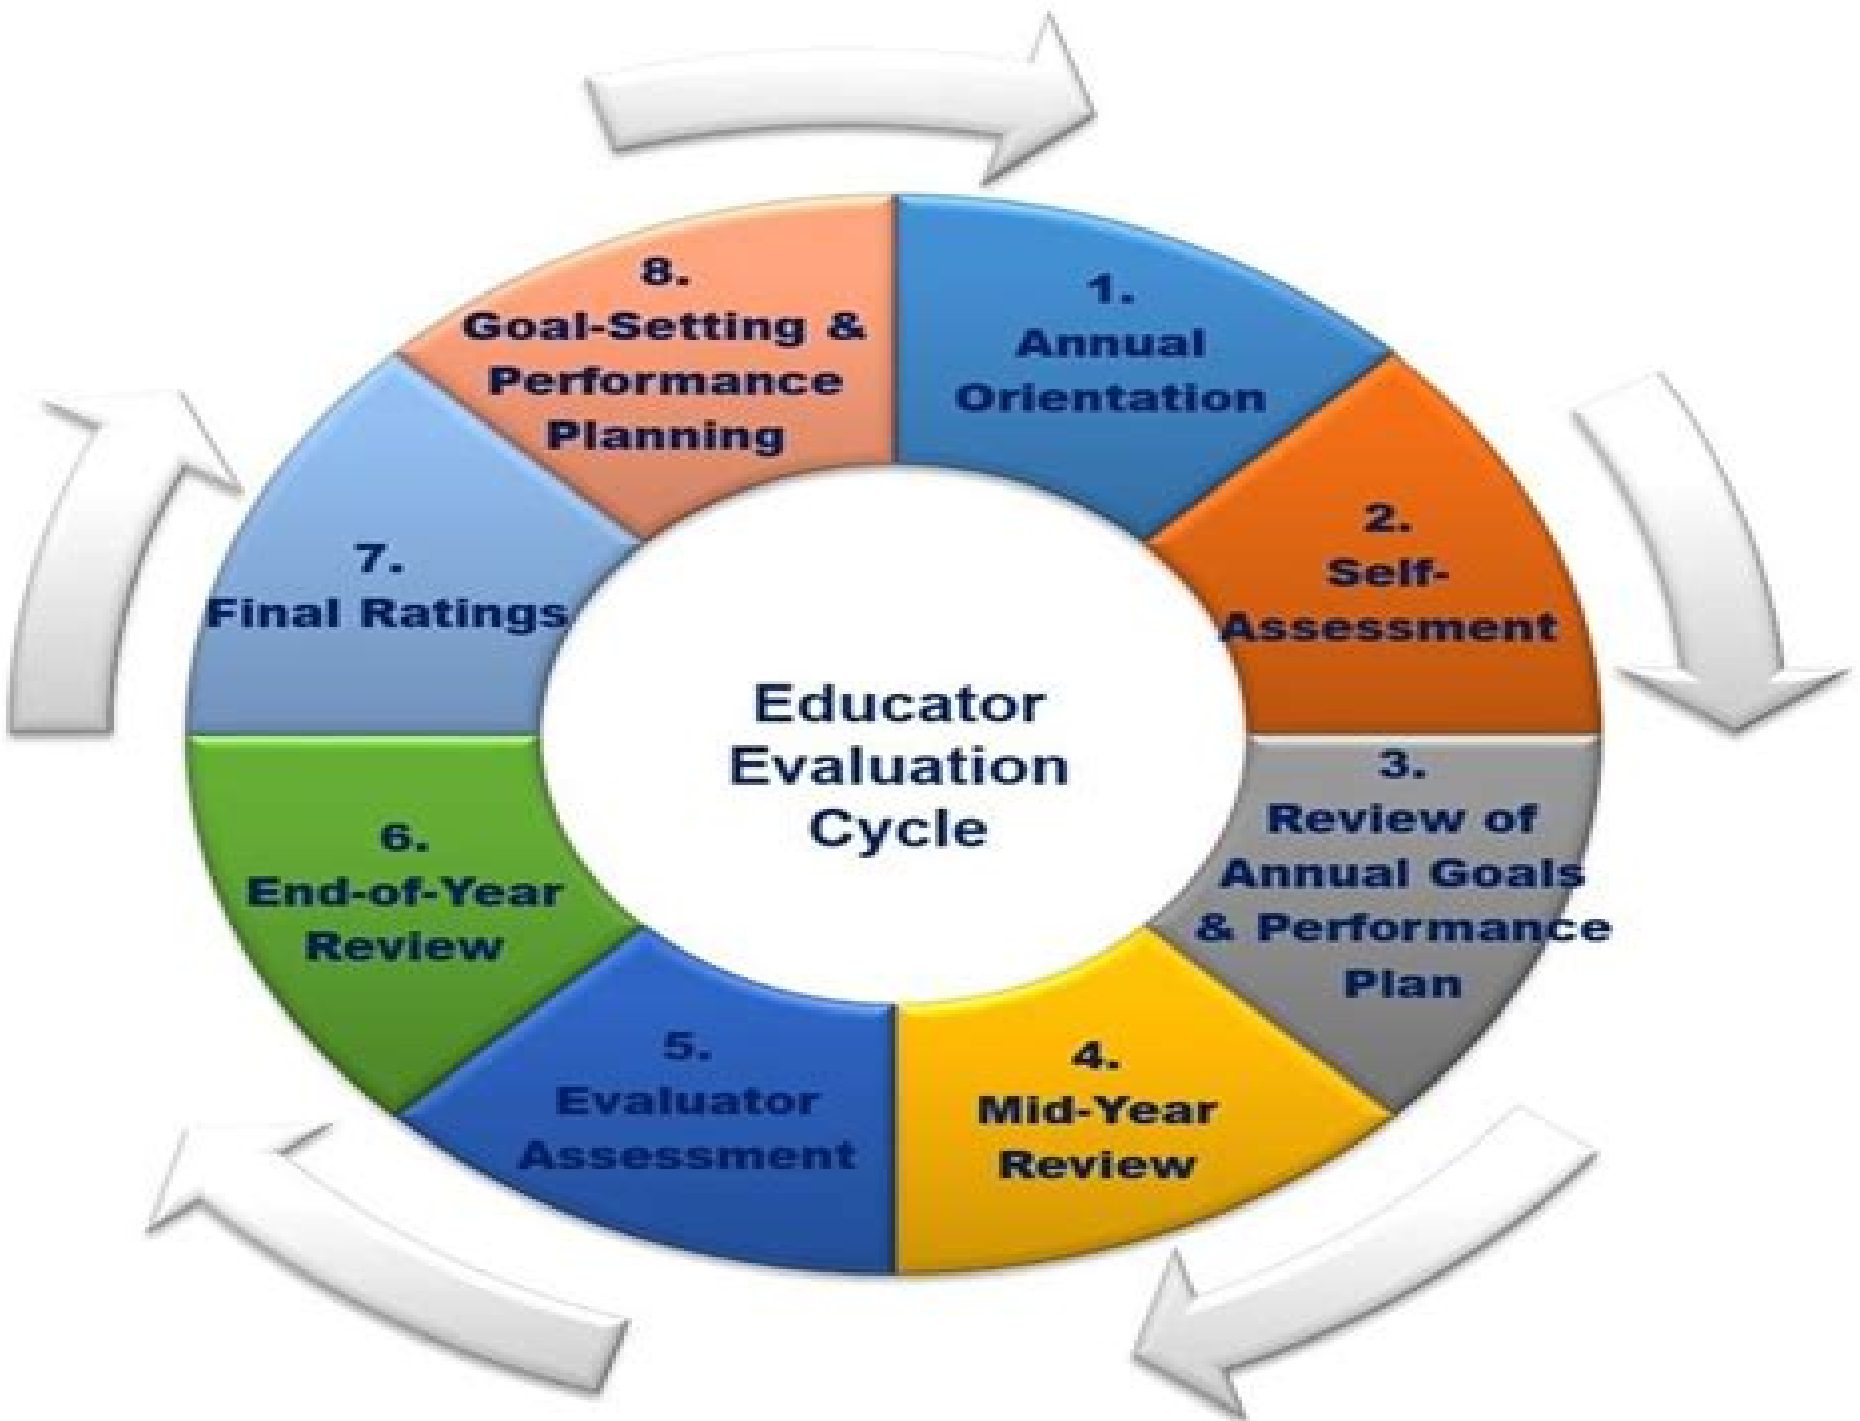 Educator
Evaluation
Cycle
1.
Annual
Orientation
2.
Self-
Assessment
3.
Review of
Annual Goals
& Performance
Plan
4.
Mid-Year
Review
5.
Evaluator
Assessment
6.
End-of-Year
Review
7.
Final Ratings
8.
Goal-Setting &
Performance
Planning